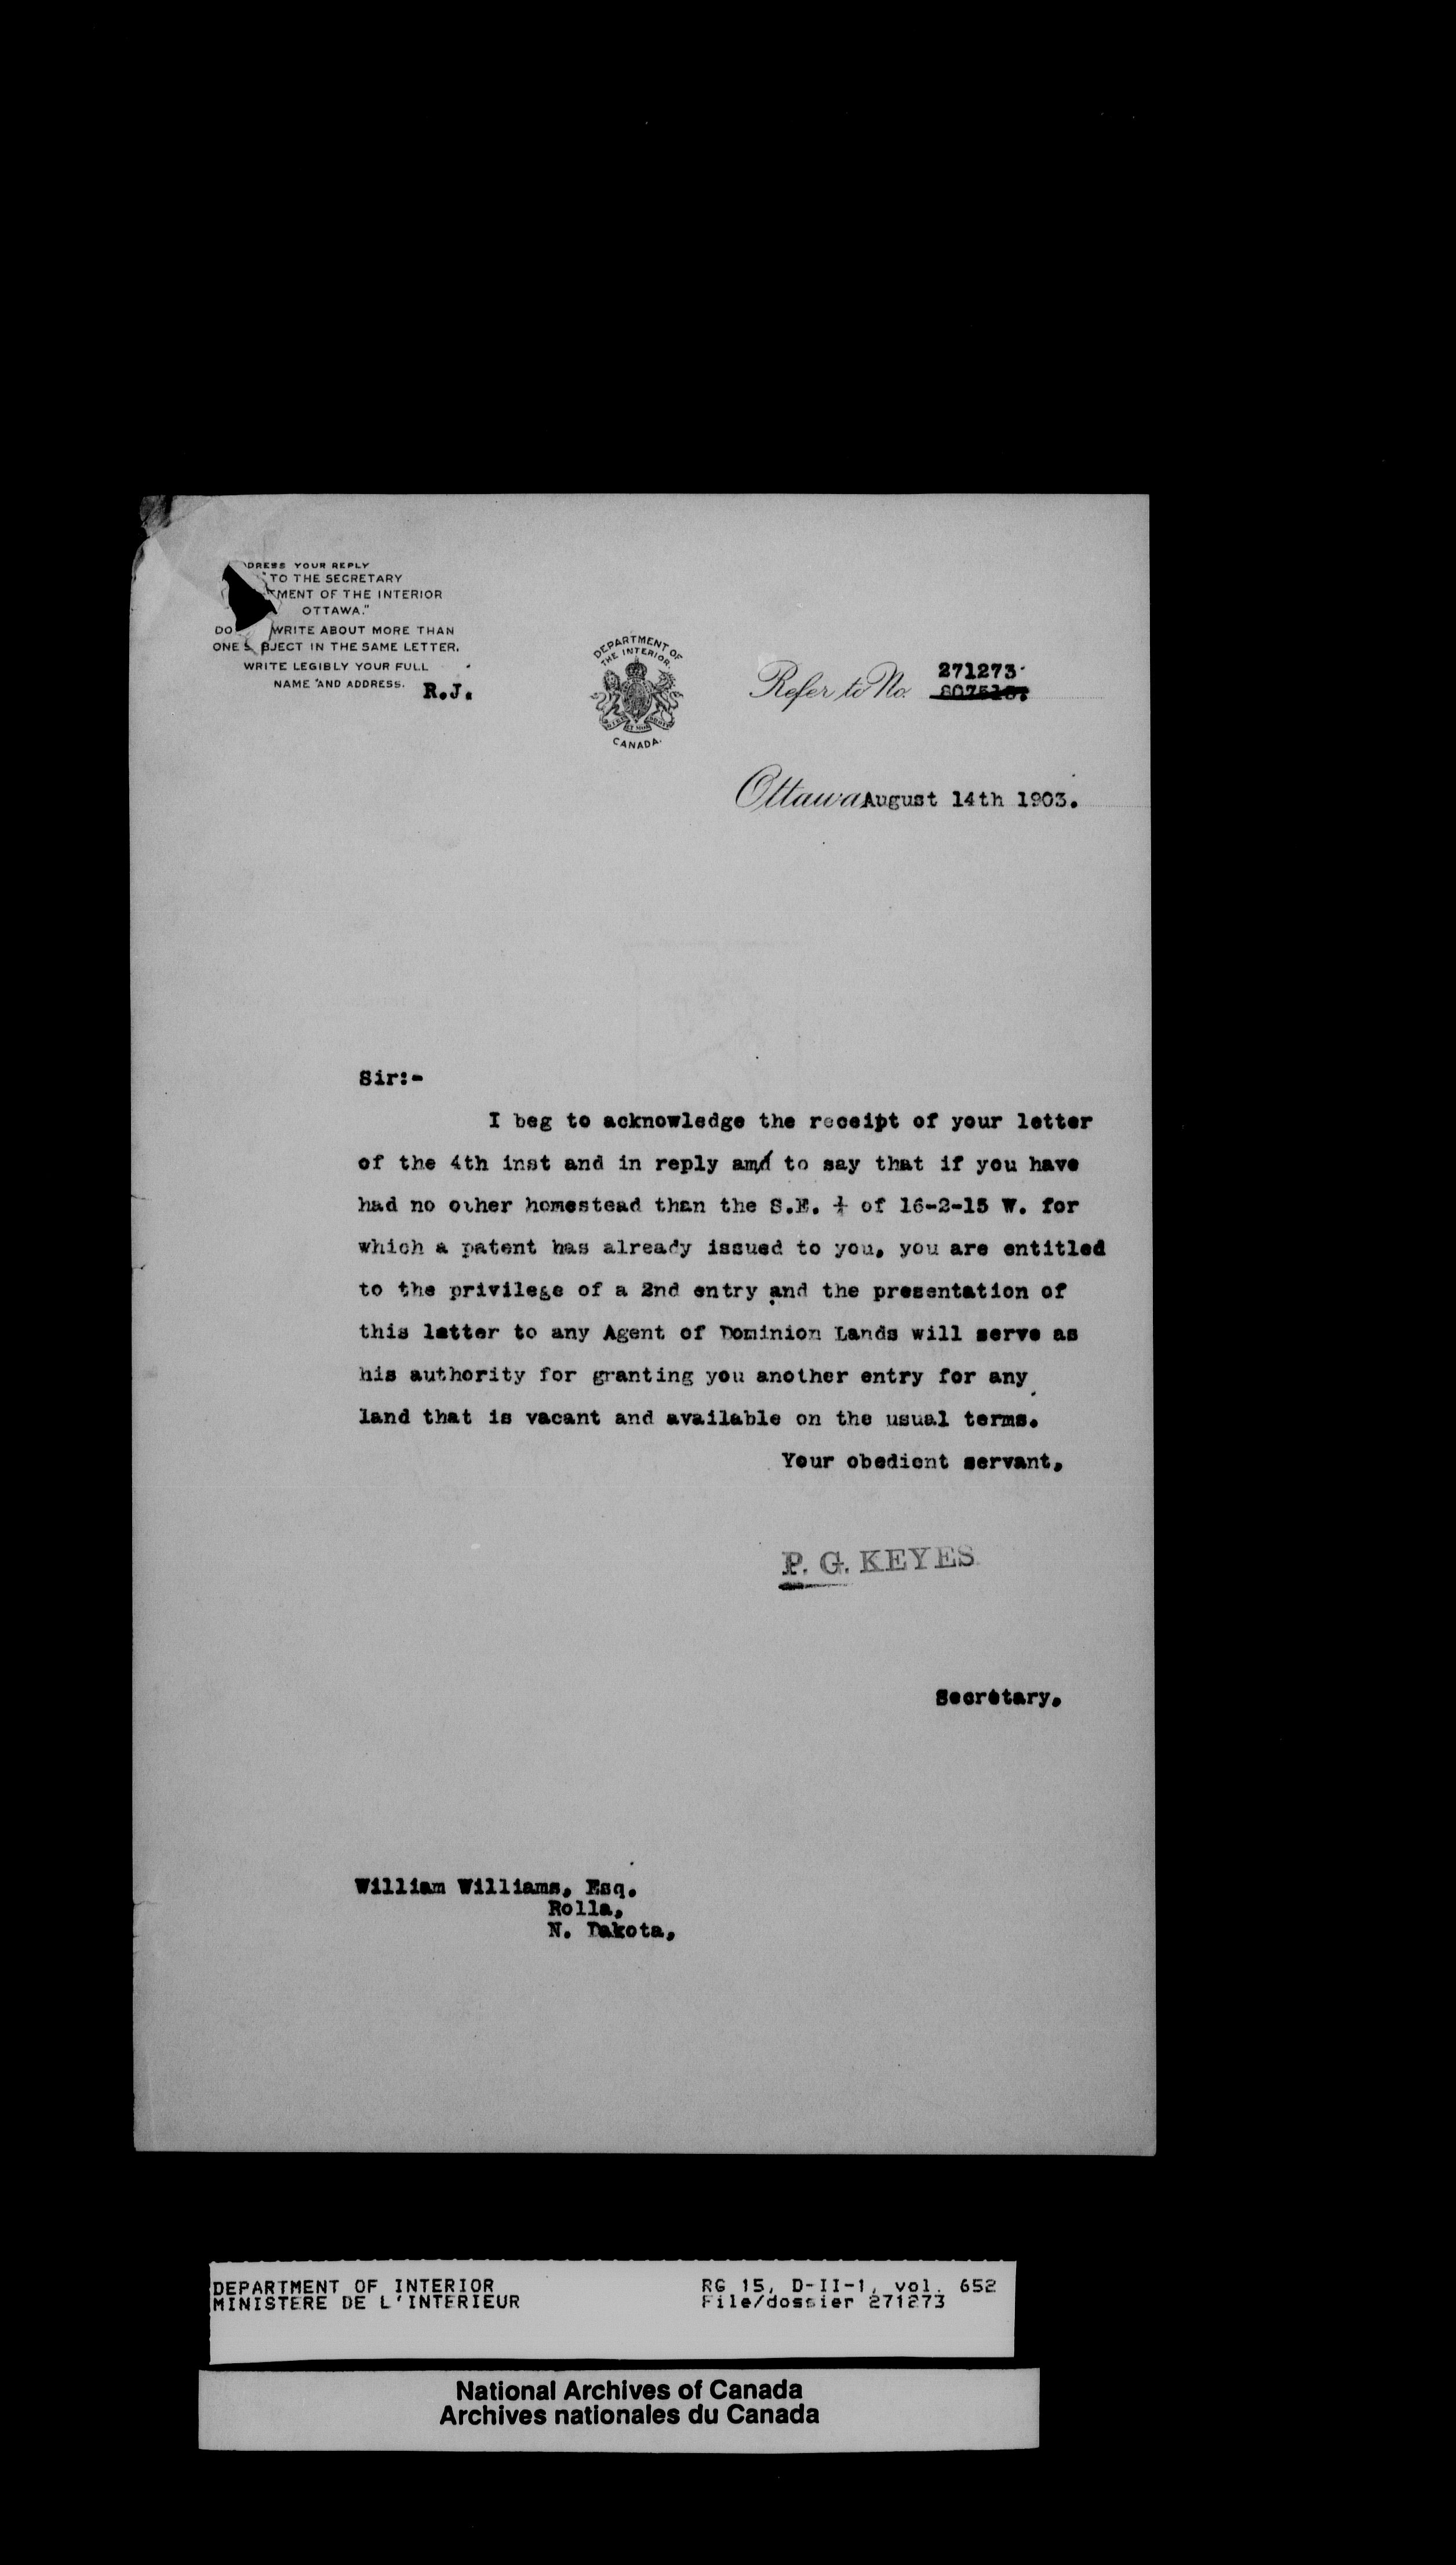 DRESS YOUR REPLY
TO THE SECRETARY
MENT OF THE INTERIOR
OTTAWA."
DO WRITE ABOUT MORE THAN
ONE S BJECT IN THE SAME LETTER.
WRITE LEGIBLY YOUR FULL
NAME AND ADDRESS.
R.J.
DEPARTMENT OF
THE INTERIOR.
CANADA.
Refer to No. 271273
Ottawa August 14th 1903.
Sir:-
I beg to acknowledge the receipt of your letter
of the 4th inst and in reply am to say that if you have
had no other homestead than the S.E. ¼ of 16-2-15 W. for
which a patent has already issued to you, you are entitled
to the privilege of a 2nd entry and the presentation of
this letter to any Agent of Dominion Lands will serve as
his authority for granting you another entry for any
land that is vacant and available on the usual terms.
Your obedient servant,
P. G. KEYES
Secretary.
William Williams, Esq.
Rolla,
N. Dakota,
DEPARTMENT OF INTERIOR
MINISTERE DE L'INTERIEUR
RG 15, D-II-1, vol. 652
File/dossier 271273
National Archives of Canada
Archives nationales du Canada